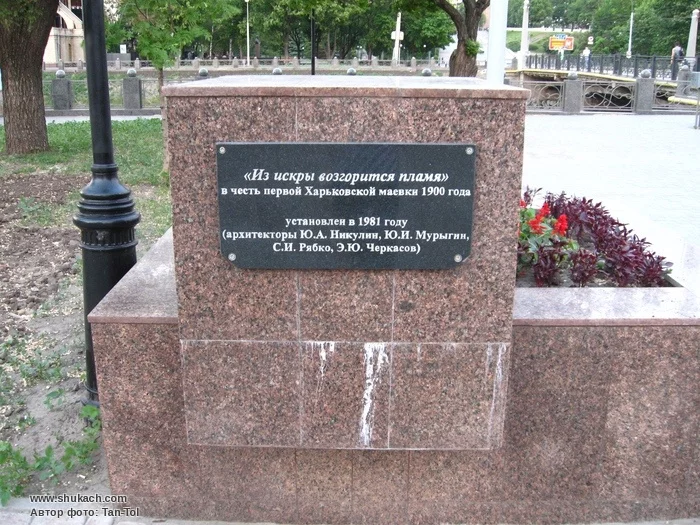 «Из искры возгорится пламя»
в честь первой Харьковской маевки 1900 года
установлен в 1981 году
(архитекторы Ю.А. Никулин, Ю.И. Мурыгин,
С.И. Рябко, Э.Ю. Черкасов)
www.shukach.com
Автор фото: Tan-Tol